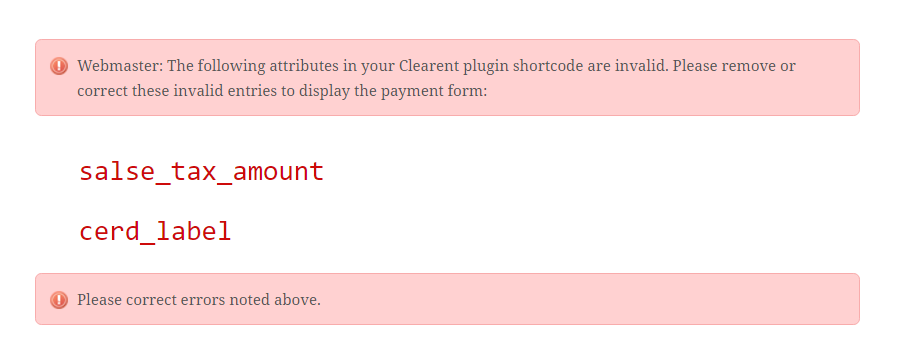 Webmaster: The following attributes in your Clearent plugin shortcode are invalid. Please remove or
correct these invalid entries to display the payment form:
salse_tax_amount
cerd_label
Please correct errors noted above.